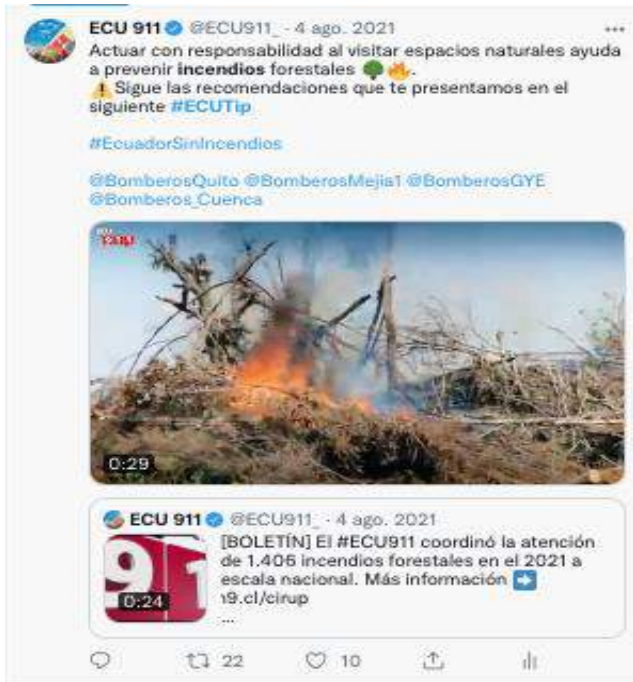 ECU 911 @ECU911_ · 4 ago. 2021
Actuar con responsabilidad al visitar espacios naturales ayuda
a prevenir incendios forestales 🌳🔥.
⚠️ Sigue las recomendaciones que te presentamos en el
siguiente #ECUTip
#EcuadorSinIncendios
@BomberosQuito @BomberosMejia1 @BomberosGYE
@Bomberos_Cuenca
0:29
ECU 911 @ECU911_ · 4 ago. 2021
[BOLETÍN] El #ECU911 coordinó la atención
de 1.406 incendios forestales en el 2021 a
escala nacional. Más información ➡️
n9.cl/cirup
...
91
0:24
22 10